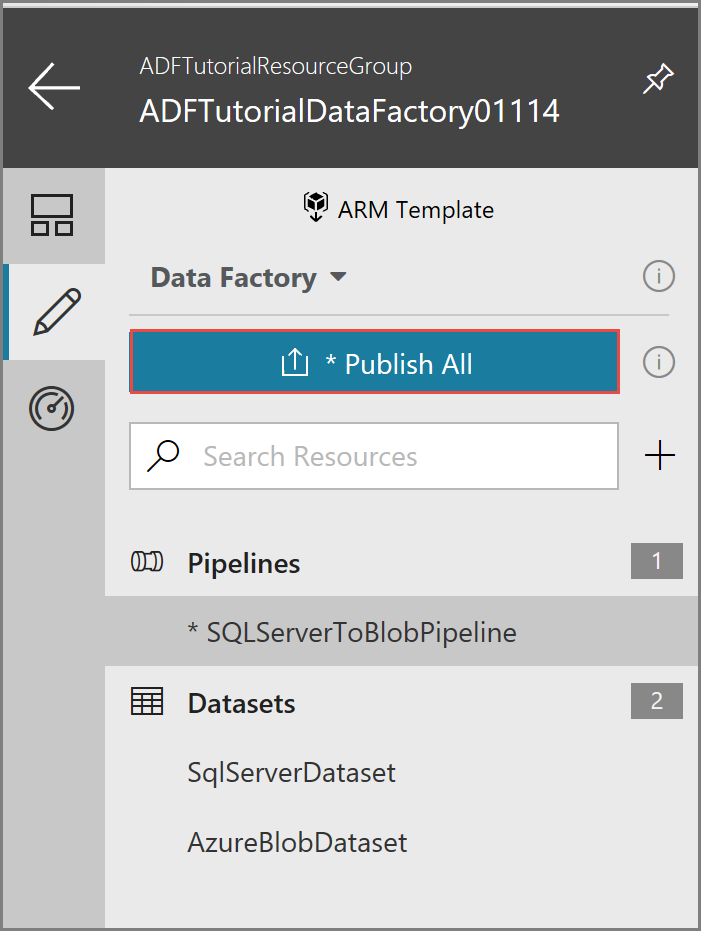 ADFTutorialResourceGroup
ADFTutorialDataFactory01114
ARM Template
Data Factory
* Publish All
Search Resources
Pipelines 1
* SQLServerToBlobPipeline
Datasets 2
SqlServerDataset
AzureBlobDataset